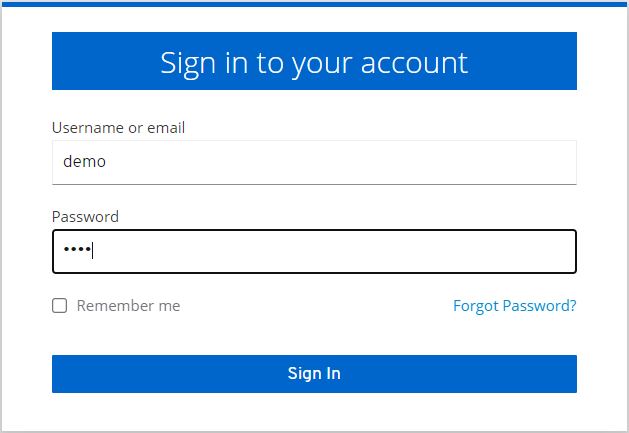 Sign in to your account
Username or email
demo
Password
••••
Remember me
Forgot Password?
Sign In